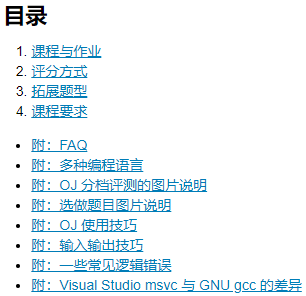 目录
1. 课程与作业
2. 评分方式
3. 拓展题型
4. 课程要求
• 附：FAQ
• 附：多种编程语言
• 附：OJ 分档评测的图片说明
• 附：选做题目图片说明
• 附：OJ 使用技巧
• 附：输入输出技巧
• 附：一些常见逻辑错误
• 附：Visual Studio msvc 与 GNU gcc 的差异